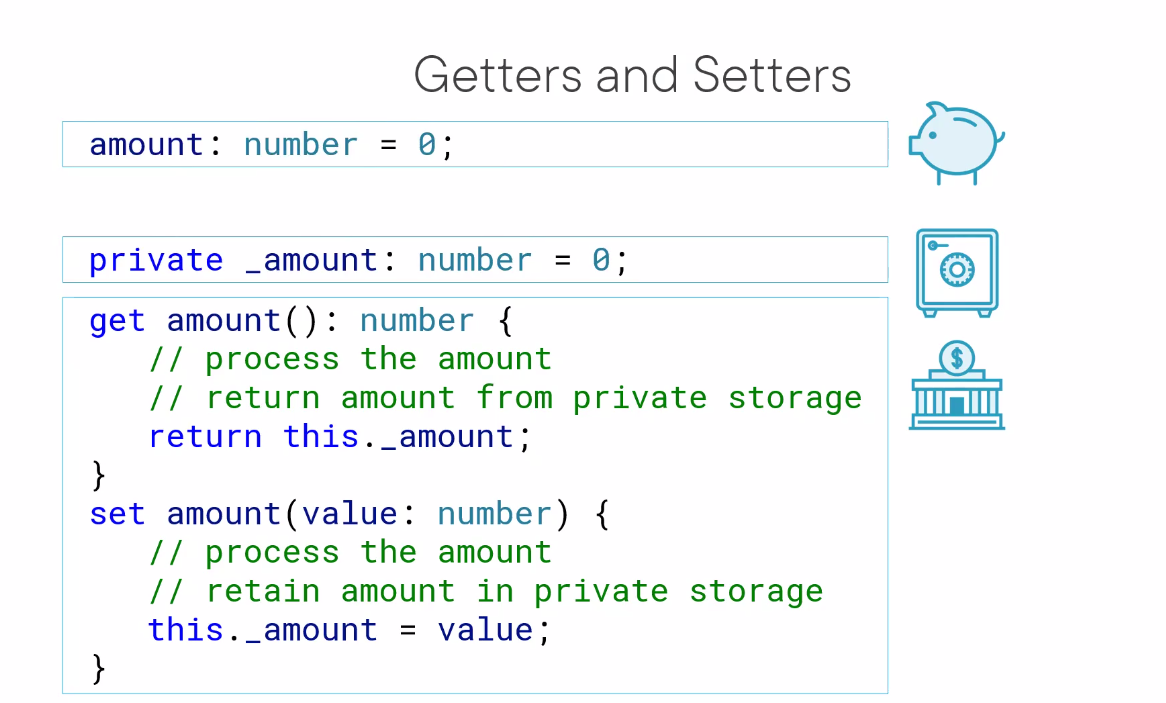 Getters and Setters
amount: number = 0;
private _amount: number = 0;
get amount(): number {
// process the amount
// return amount from private storage
return this._amount;
}
set amount(value: number) {
// process the amount
// retain amount in private storage
this._amount = value;
}
$